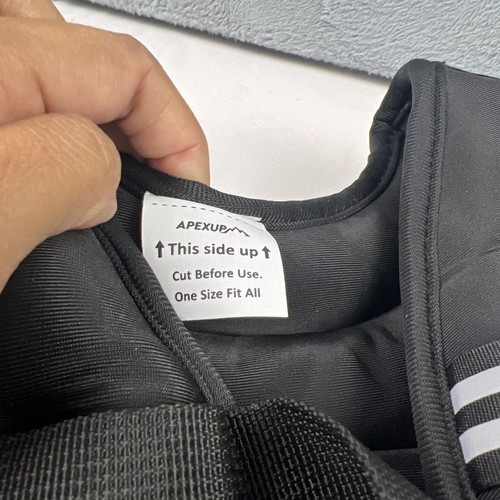 APEXUP
↑ This side up ↑
Cut Before Use.
One Size Fit All